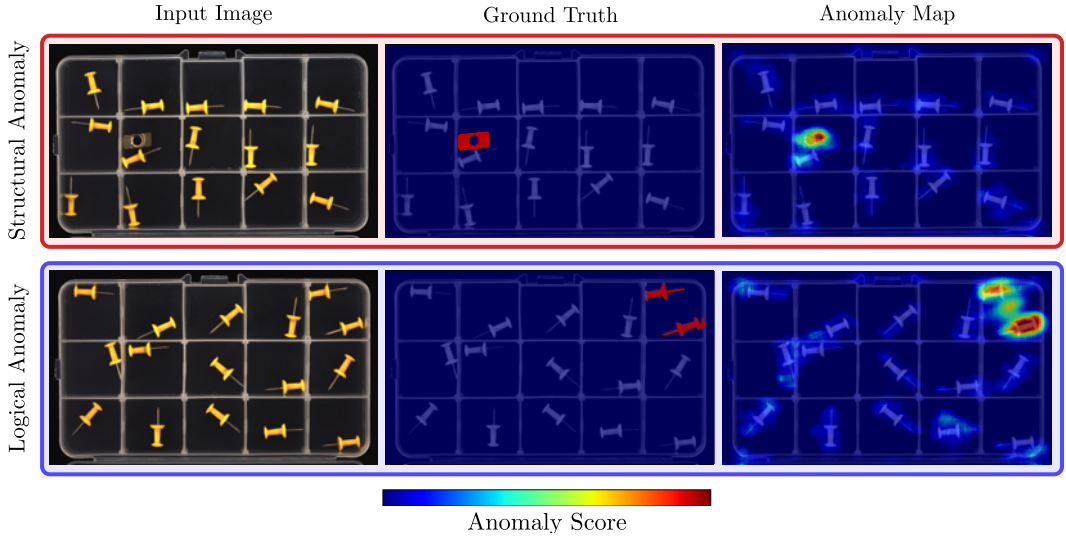 Input Image
Ground Truth
Anomaly Map
Structural Anomaly
Logical Anomaly
Anomaly Score